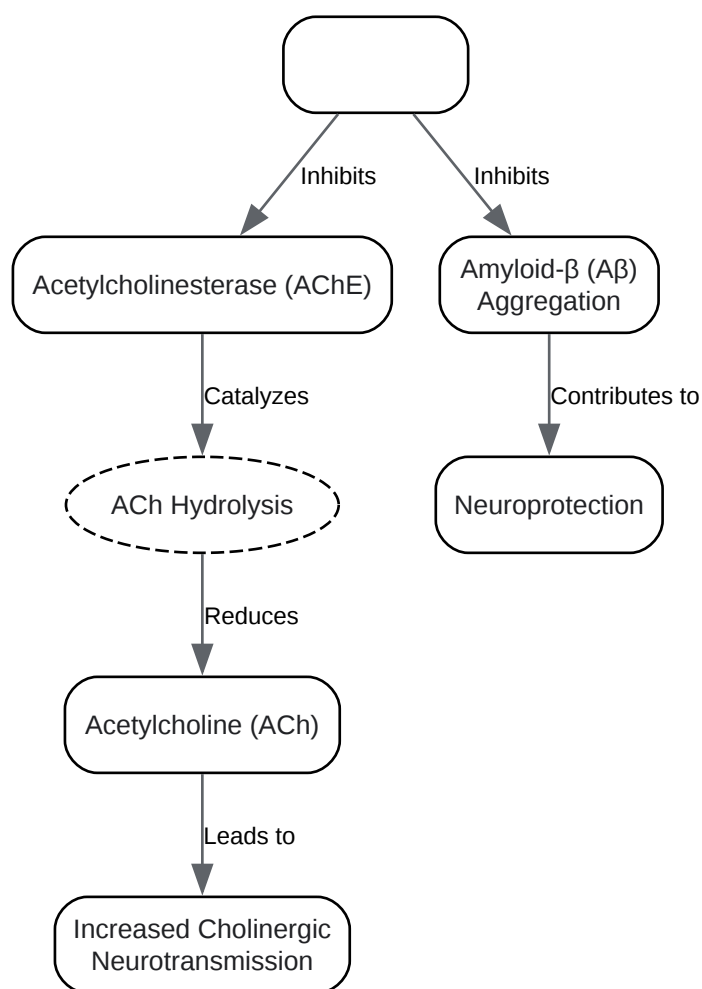 Inhibits
Inhibits
Acetylcholinesterase (AChE)
Amyloid-β (Aβ)
Aggregation
Catalyzes
Contributes to
ACh Hydrolysis
Neuroprotection
Reduces
Acetylcholine (ACh)
Leads to
Increased Cholinergic
Neurotransmission